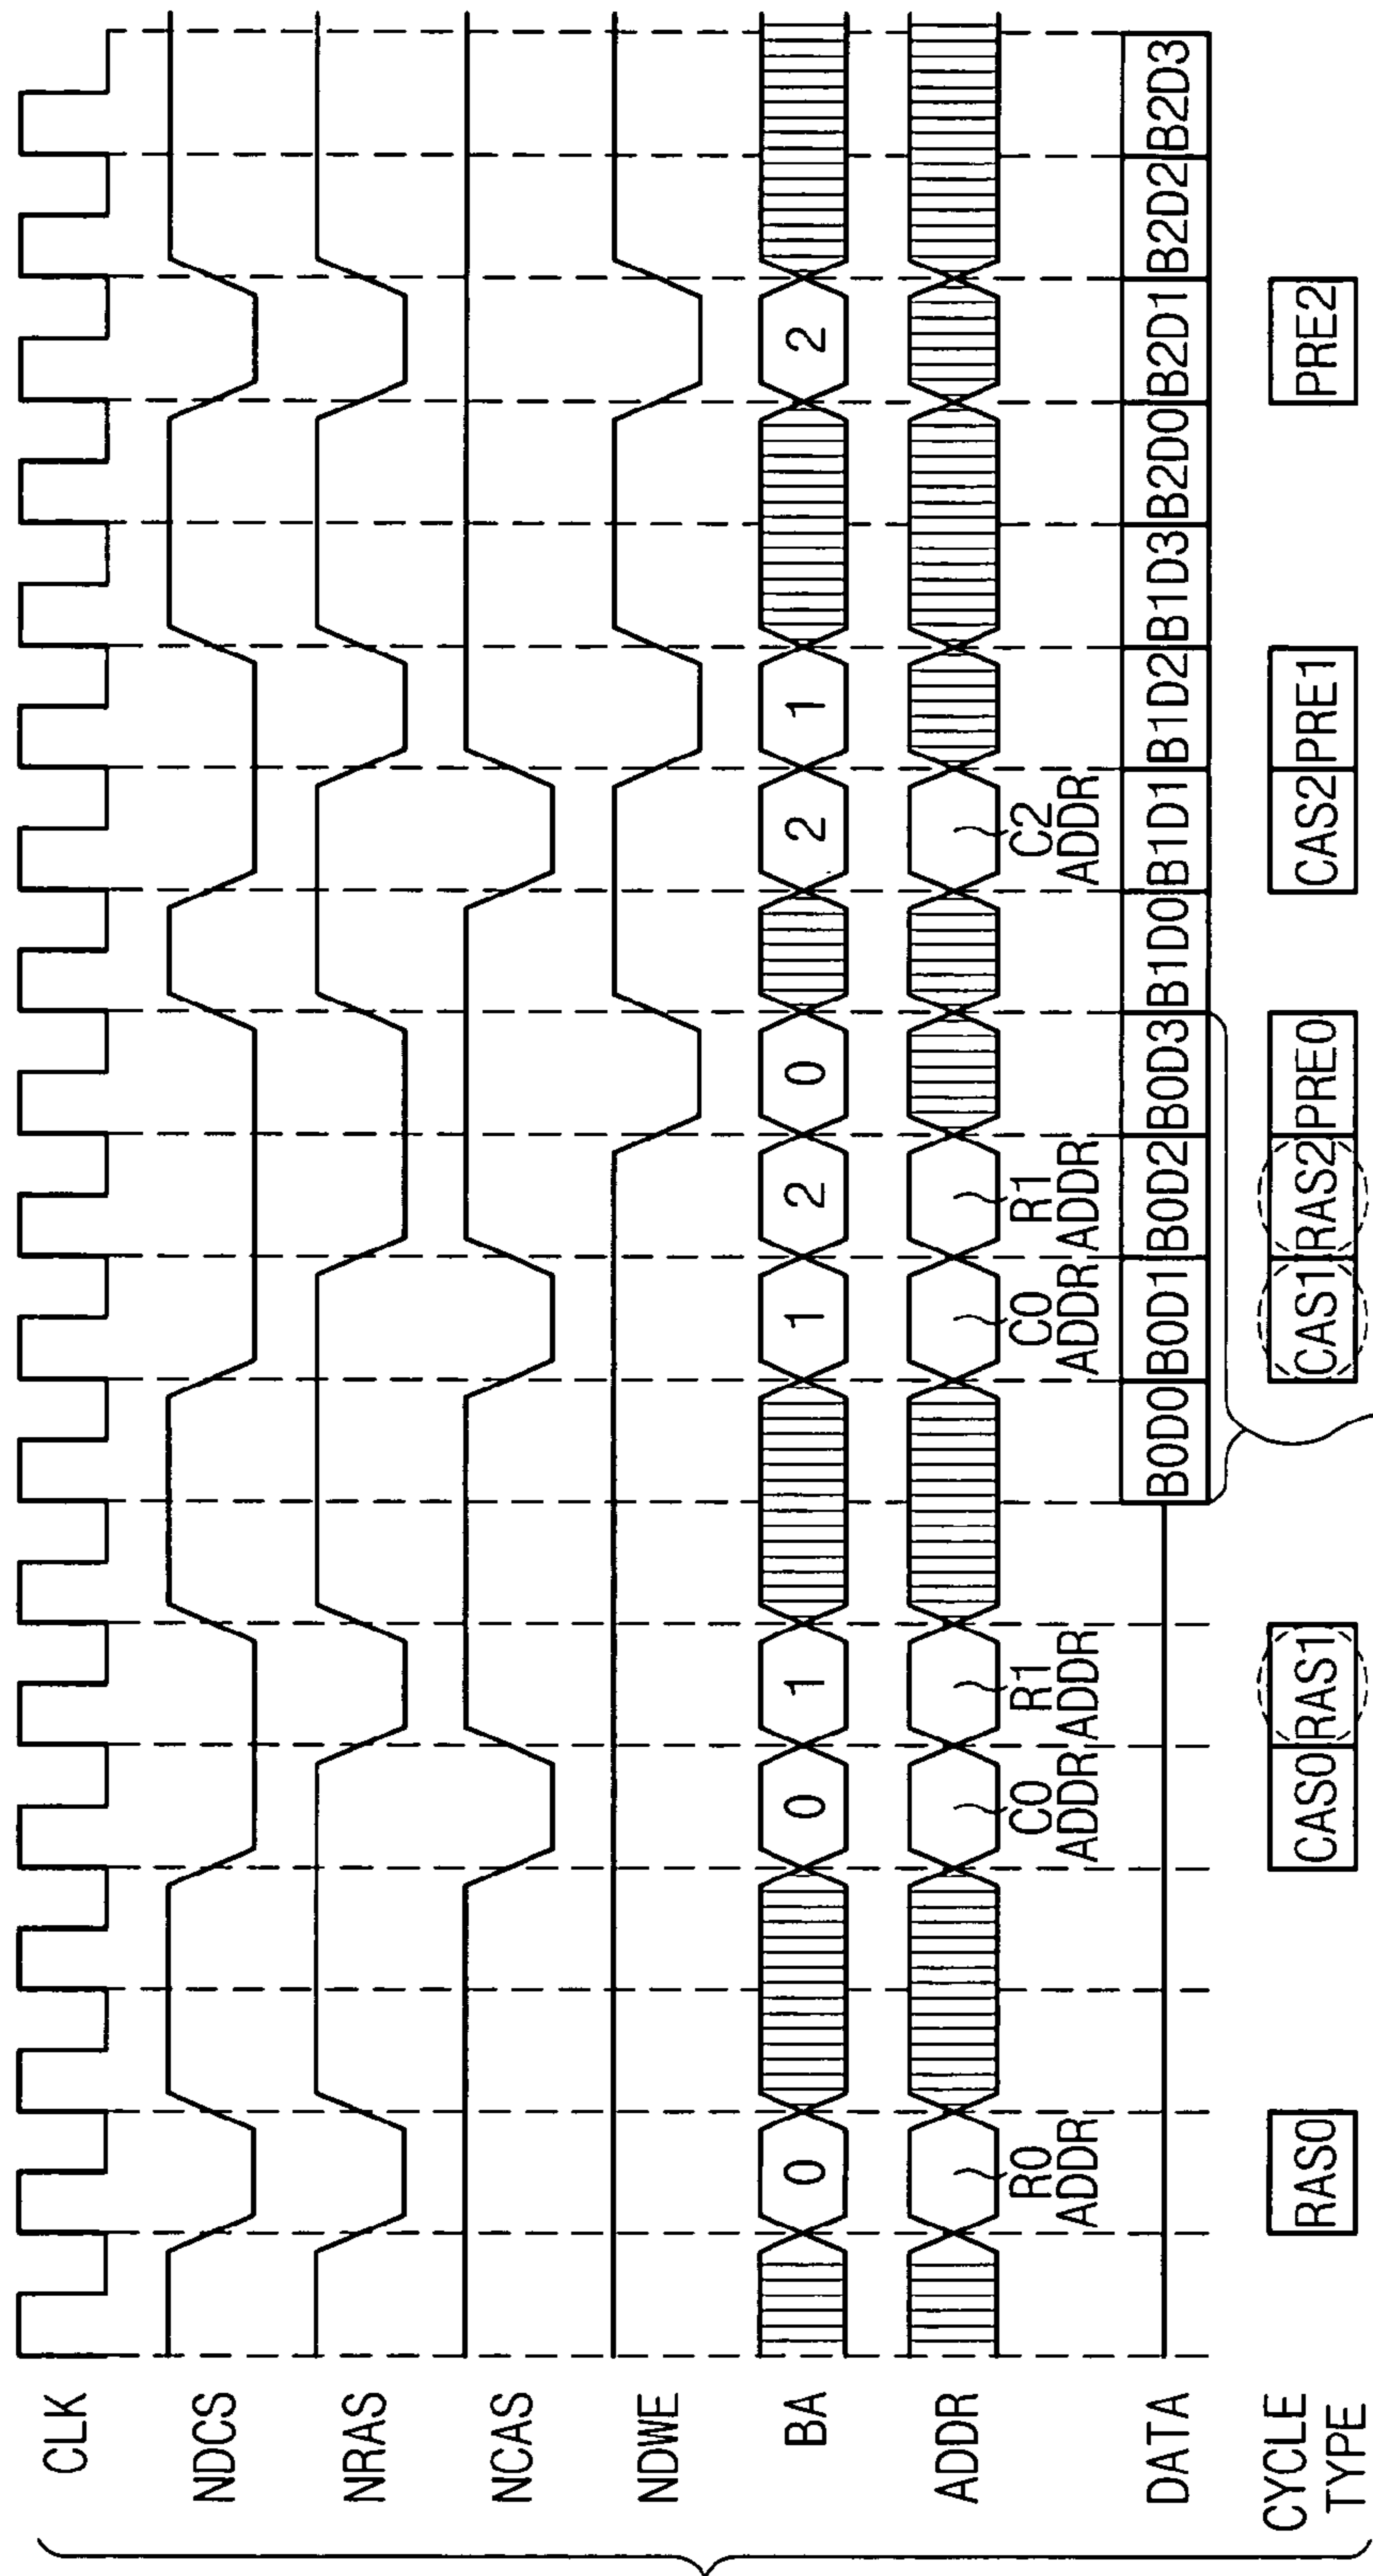 CLK
NDCS
NRAS
NCAS
NDWE
BA 0 0 1 1 2 0 2 1 2
ADDR
R0 ADDR
C0 ADDR
R1 ADDR
C0 ADDR
R1 ADDR
C2 ADDR
DATA B0D0 B0D1 B0D2 B0D3 B1D0 B1D1 B1D2 B1D3 B2D0 B2D1 B2D2 B2D3
CYCLE
TYPE
RAS0 CAS0 RAS1 CAS1 RAS2 PRE0 CAS2 PRE1 PRE2